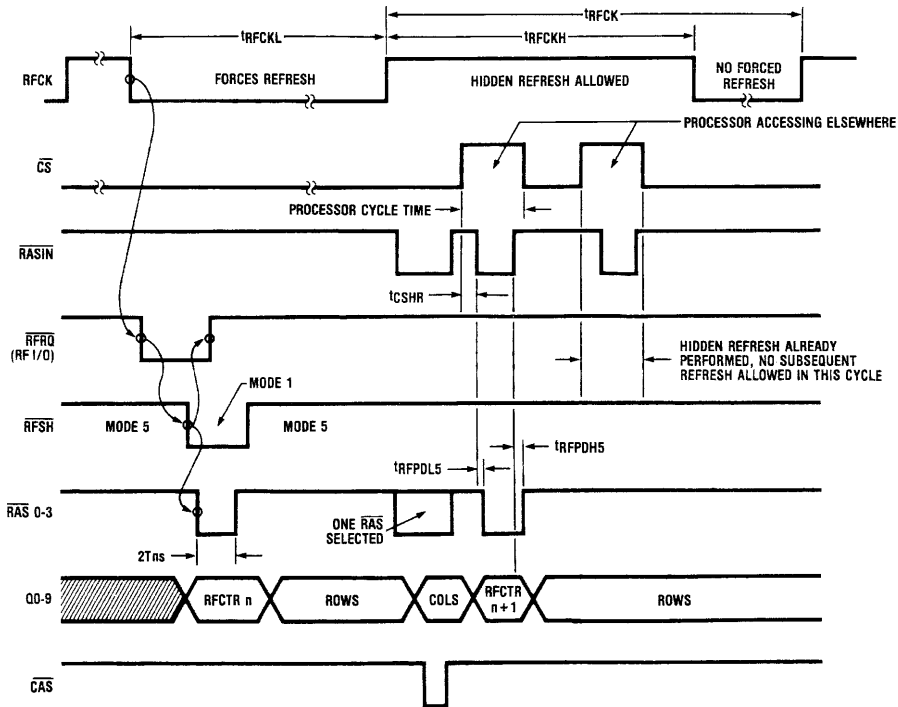 tRFCK
tRFCKL
tRFCKH
RFCK
FORCES REFRESH
HIDDEN REFRESH ALLOWED
NO FORCED
REFRESH
PROCESSOR ACCESSING ELSEWHERE
CS
PROCESSOR CYCLE TIME
RASIN
tCSHR
RFRQ
(RF I/O)
HIDDEN REFRESH ALREADY
PERFORMED, NO SUBSEQUENT
REFRESH ALLOWED IN THIS CYCLE
MODE 1
RFSH
MODE 5
MODE 5
tRFPDH5
tRFPDL5
RAS 0-3
ONE RAS
SELECTED
2Tns
Q0-9
RFCTR n
ROWS
COLS
RFCTR
n+1
ROWS
CAS